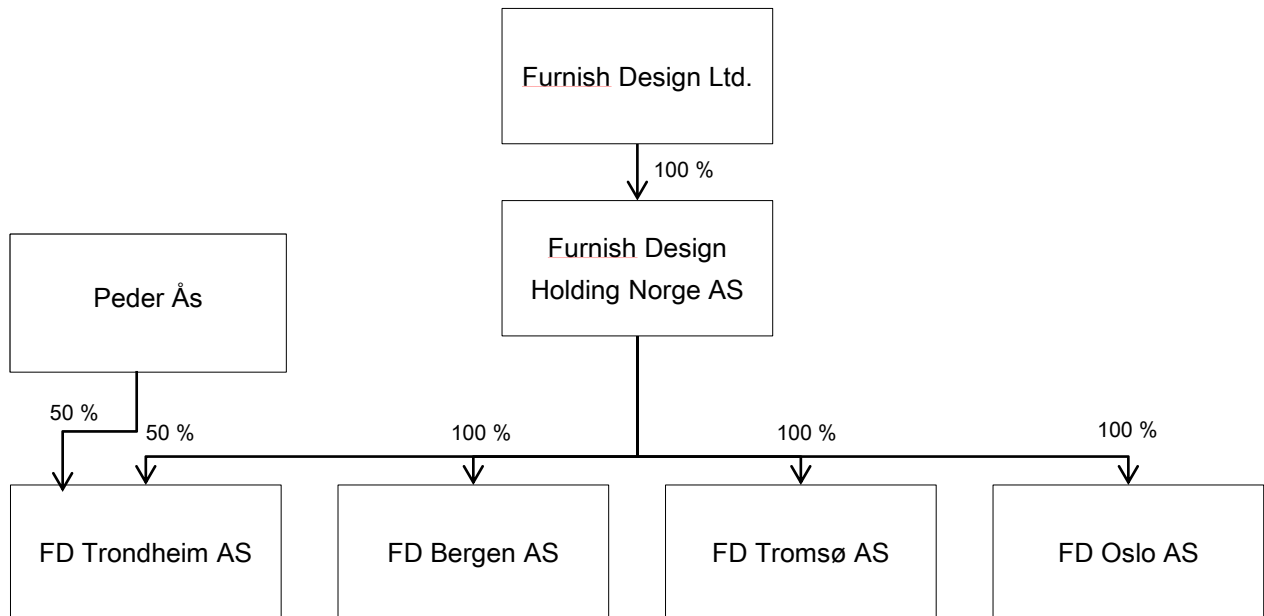 Furnish Design Ltd.
100 %
Furnish Design
Holding Norge AS
Peder Ås
50 %
50 %
100 %
100 %
100 %
FD Trondheim AS
FD Bergen AS
FD Tromsø AS
FD Oslo AS